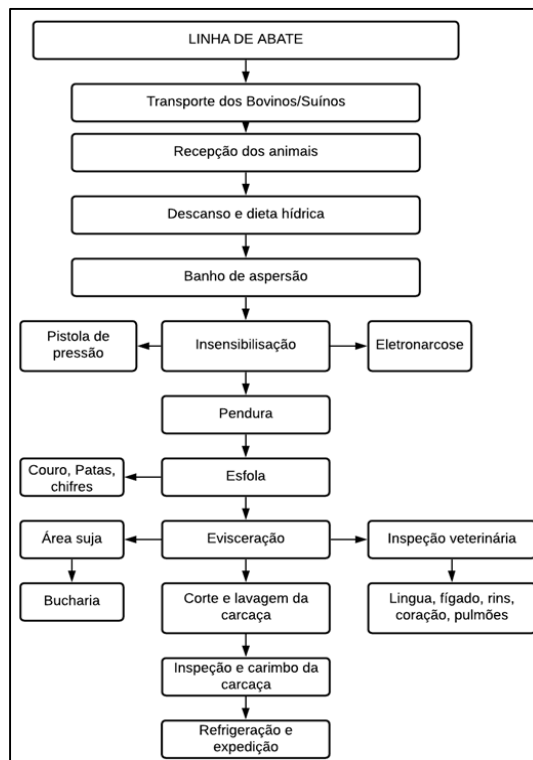 LINHA DE ABATE
Transporte dos Bovinos/Suínos
Recepção dos animais
Descanso e dieta hídrica
Banho de aspersão
Pistola de
pressão
Insensibilisação
Eletronarcose
Pendura
Couro, Patas,
chifres
Esfola
Área suja
Evisceração
Inspeção veterinária
Bucharia
Corte e lavagem da
carcaça
Lingua, fígado, rins,
coração, pulmões
Inspeção e carimbo da
carcaça
Refrigeração e
expedição